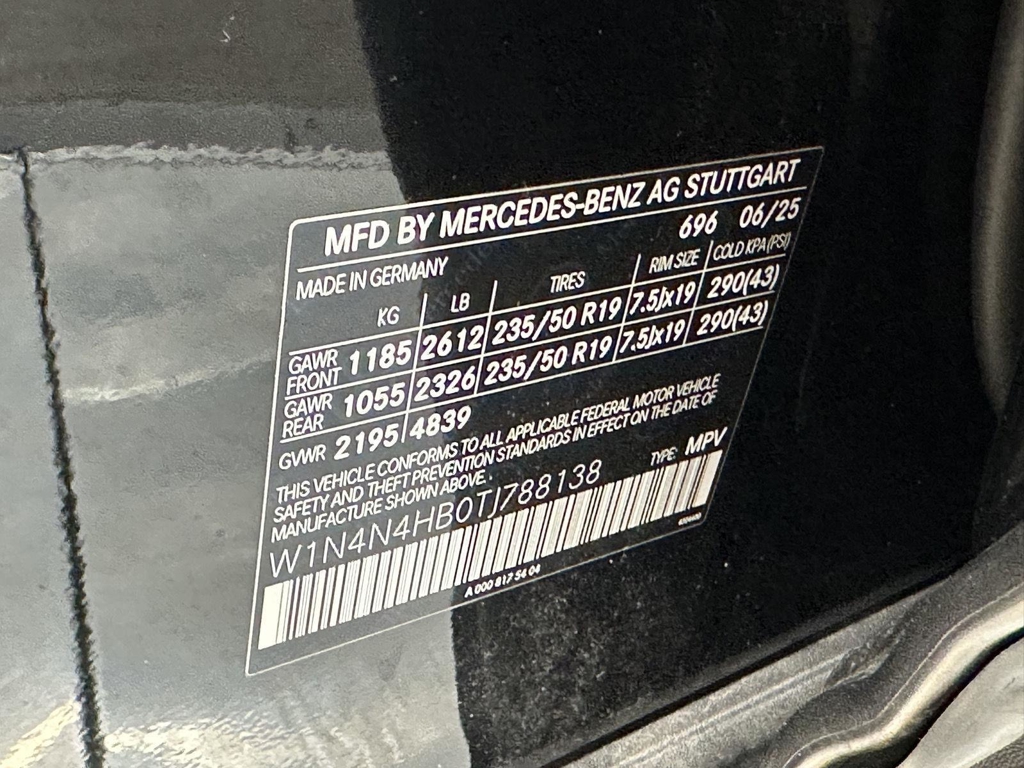 MFD BY MERCEDES-BENZ AG STUTTGART
696 06/25
MADE IN GERMANY
KG LB TIRES RIM SIZE COLD KPA (PSI)
GAWR FRONT 1185 2612 235/50 R19 7.5Jx19 290(43)
GAWR REAR 1055 2326 235/50 R19 7.5Jx19 290(43)
GVWR 2195 4839
THIS VEHICLE CONFORMS TO ALL APPLICABLE FEDERAL MOTOR VEHICLE
SAFETY AND THEFT PREVENTION STANDARDS IN EFFECT ON THE DATE OF
MANUFACTURE SHOWN ABOVE.
TYPE: MPV
W1N4N4HB0TJ788138
A 000 817 54 04